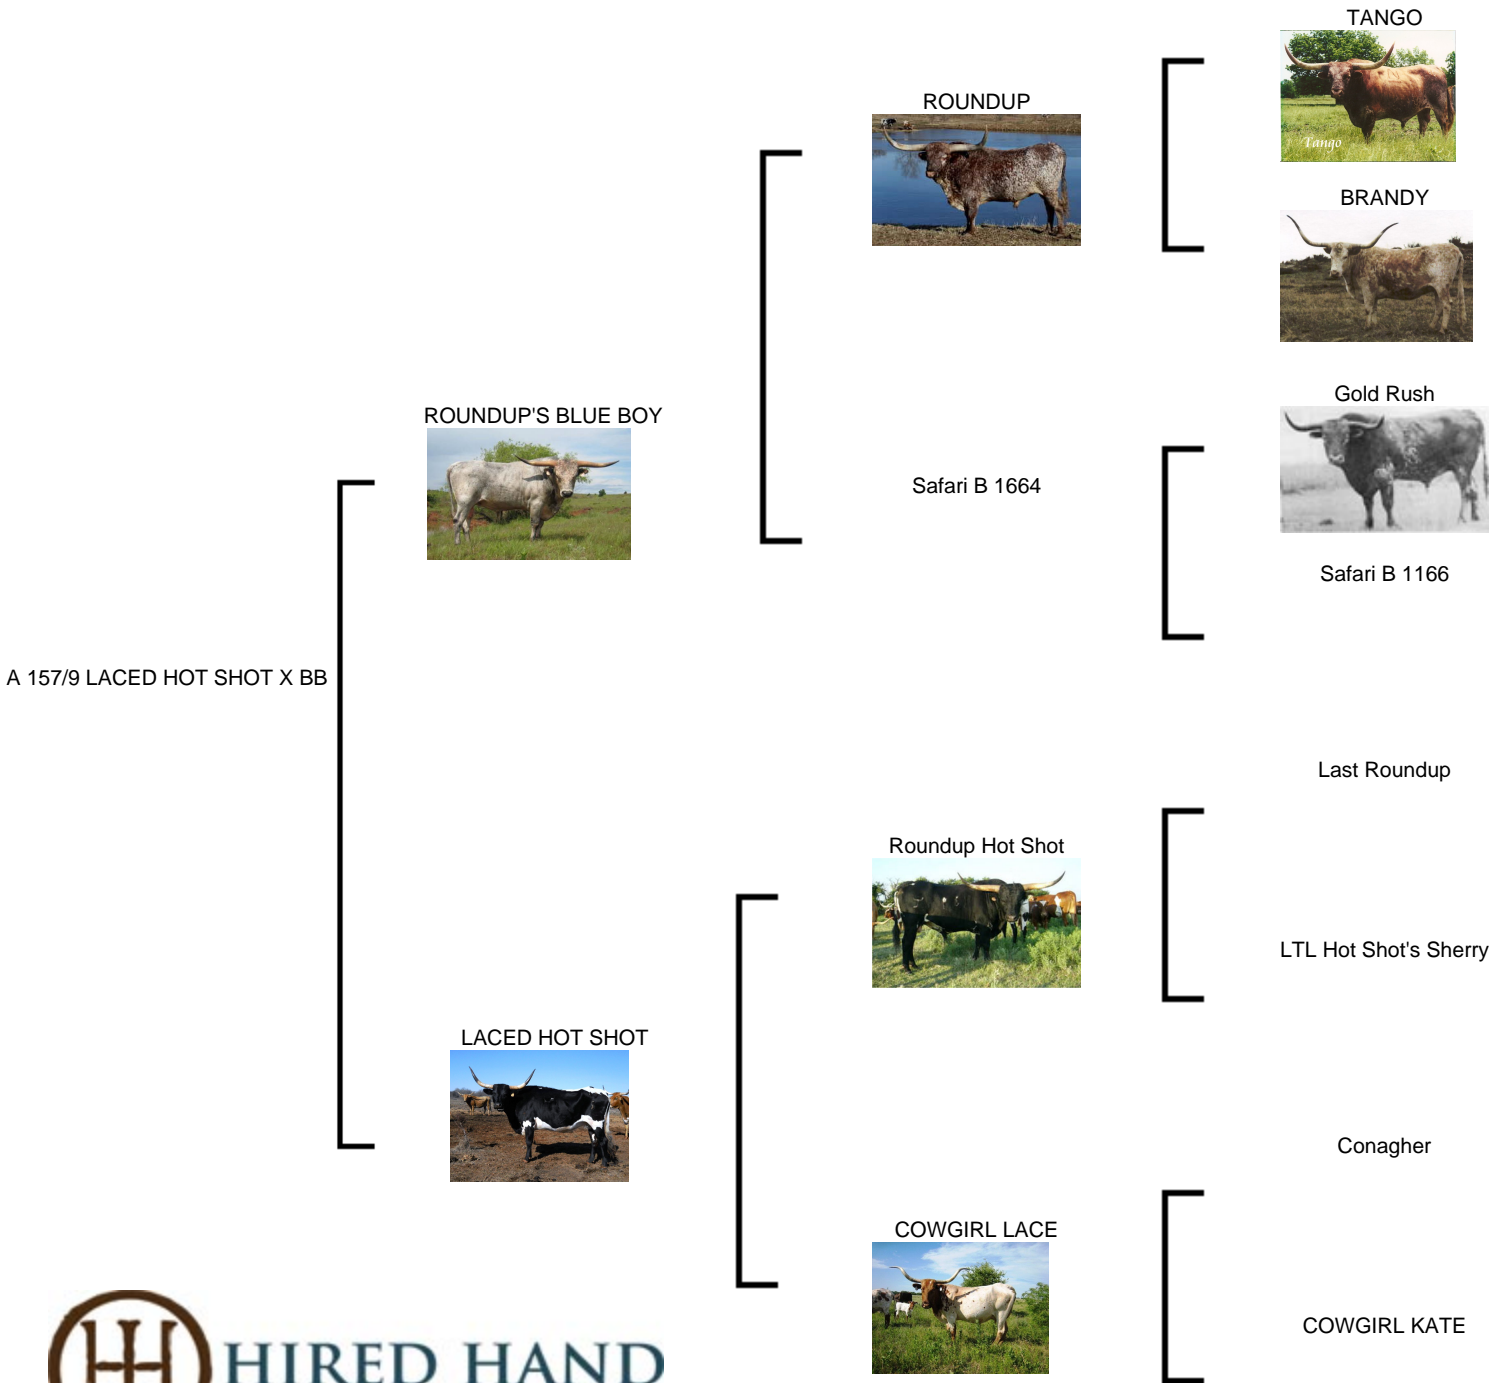 TANGO
Tango
ROUNDUP
BRANDY
Gold Rush
ROUNDUP'S BLUE BOY
Safari B 1664
Safari B 1166
A 157/9 LACED HOT SHOT X BB
Last Roundup
Roundup Hot Shot
LTL Hot Shot's Sherry
LACED HOT SHOT
Conagher
COWGIRL LACE
COWGIRL KATE
HIRED HAND